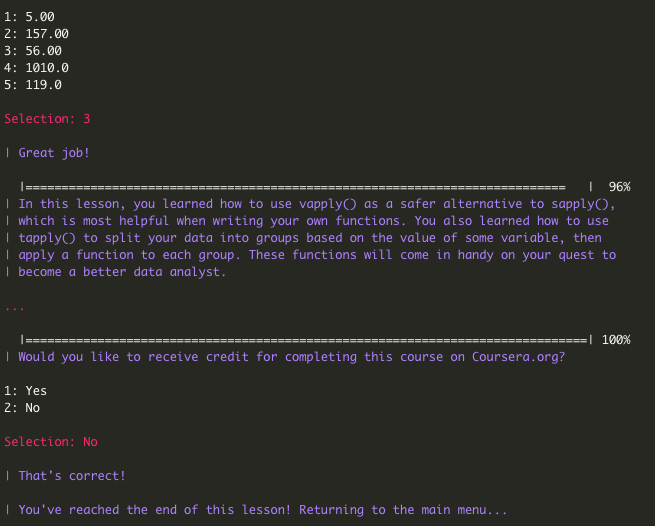 1: 5.00
2: 157.00
3: 56.00
4: 1010.0
5: 119.0
Selection: 3
| Great job!
|===========================================================================   |  96%
| In this lesson, you learned how to use vapply() as a safer alternative to sapply(),
| which is most helpful when writing your own functions. You also learned how to use
| tapply() to split your data into groups based on the value of some variable, then
| apply a function to each group. These functions will come in handy on your quest to
| become a better data analyst.
...
|==============================================================================| 100%
| Would you like to receive credit for completing this course on Coursera.org?
1: Yes
2: No
Selection: No
| That's correct!
| You've reached the end of this lesson! Returning to the main menu...